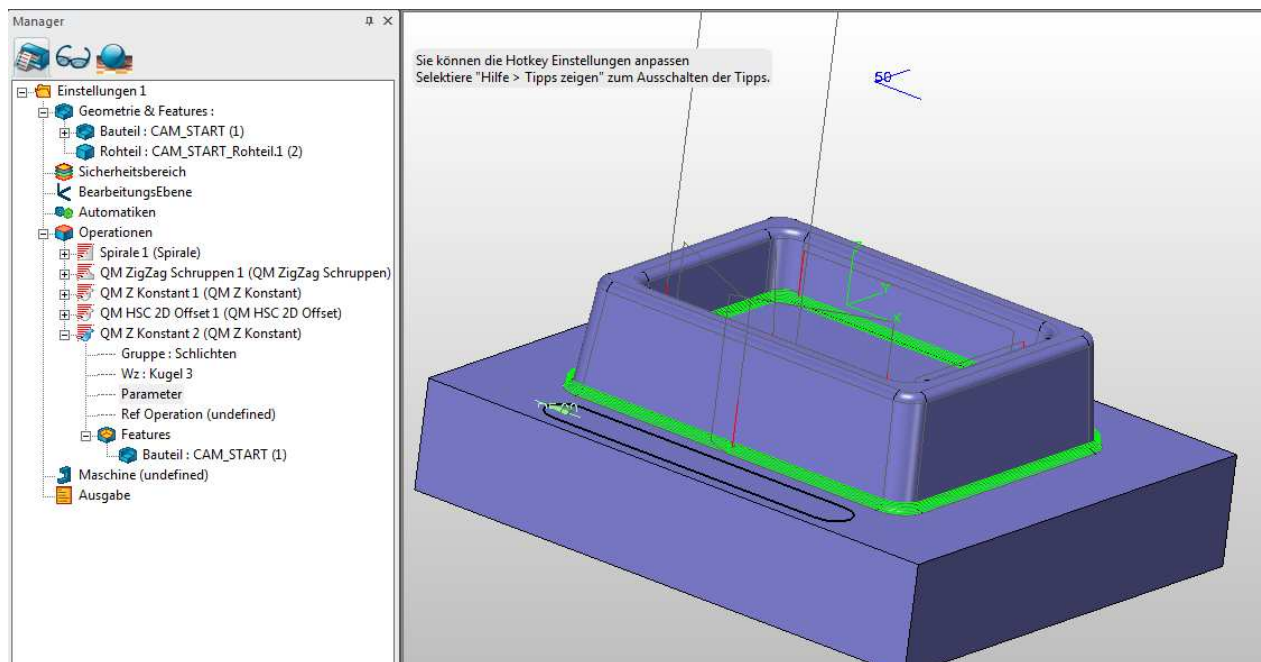 Manager
Einstellungen 1
Geometrie & Features :
Bauteil : CAM_START (1)
Rohteil : CAM_START_Rohteil.1 (2)
Sicherheitsbereich
BearbeitungsEbene
Automatiken
Operationen
Spirale 1 (Spirale)
QM ZigZag Schruppen 1 (QM ZigZag Schruppen)
QM Z Konstant 1 (QM Z Konstant)
QM HSC 2D Offset 1 (QM HSC 2D Offset)
QM Z Konstant 2 (QM Z Konstant)
Gruppe : Schlichten
Wz : Kugel 3
Parameter
Ref Operation (undefined)
Features
Bauteil : CAM_START (1)
Maschine (undefined)
Ausgabe
Sie können die Hotkey Einstellungen anpassen
Selektiere "Hilfe > Tipps zeigen" zum Ausschalten der Tipps.
50
Z
Y
X